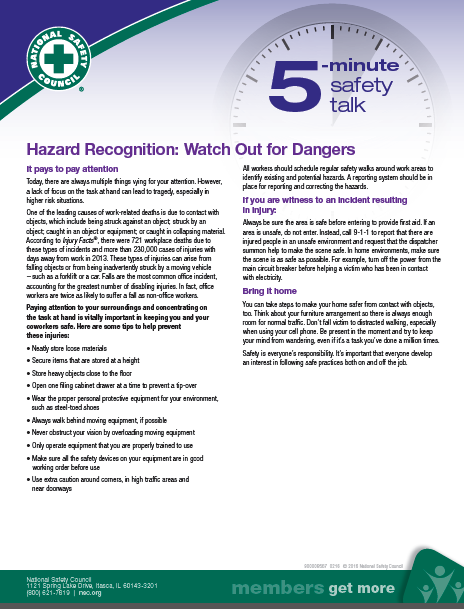 NATIONAL SAFETY COUNCIL ®
5-minute
safety
talk
Hazard Recognition: Watch Out for Dangers
It pays to pay attention
Today, there are always multiple things vying for your attention. However,
a lack of focus on the task at hand can lead to tragedy, especially in
higher risk situations.
One of the leading causes of work-related deaths is due to contact with
objects, which include being struck against an object; struck by an
object; caught in an object or equipment; or caught in collapsing material.
According to Injury Facts®, there were 721 workplace deaths due to
these types of incidents and more than 230,000 cases of injuries with
days away from work in 2013. These types of injuries can arise from
falling objects or from being inadvertently struck by a moving vehicle
– such as a forklift or a car. Falls are the most common office incident,
accounting for the greatest number of disabling injuries. In fact, office
workers are twice as likely to suffer a fall as non-office workers.
Paying attention to your surroundings and concentrating on
the task at hand is vitally important in keeping you and your
coworkers safe. Here are some tips to help prevent
these injuries:
• Neatly store loose materials
• Secure items that are stored at a height
• Store heavy objects close to the floor
• Open one filing cabinet drawer at a time to prevent a tip-over
• Wear the proper personal protective equipment for your environment,
such as steel-toed shoes
• Always walk behind moving equipment, if possible
• Never obstruct your vision by overloading moving equipment
• Only operate equipment that you are properly trained to use
• Make sure all the safety devices on your equipment are in good
working order before use
• Use extra caution around corners, in high traffic areas and
near doorways
All workers should schedule regular safety walks around work areas to
identify existing and potential hazards. A reporting system should be in
place for reporting and correcting the hazards.
If you are witness to an incident resulting
in injury:
Always be sure the area is safe before entering to provide first aid. If an
area is unsafe, do not enter. Instead, call 9-1-1 to report that there are
injured people in an unsafe environment and request that the dispatcher
summon help to make the scene safe. In home environments, make sure
the scene is as safe as possible. For example, turn off the power from the
main circuit breaker before helping a victim who has been in contact
with electricity.
Bring it home
You can take steps to make your home safer from contact with objects,
too. Think about your furniture arrangement so there is always enough
room for normal traffic. Don't fall victim to distracted walking, especially
when using your cell phone. Be present in the moment and try to keep
your mind from wandering, even if it's a task you've done a million times.
Safety is everyone's responsibility. It's important that everyone develop
an interest in following safe practices both on and off the job.
© 2016 National Safety Council
National Safety Council
1121 Spring Lake Drive, Itasca, IL 60143-3201
(800) 621-7619 | nsc.org
members get more